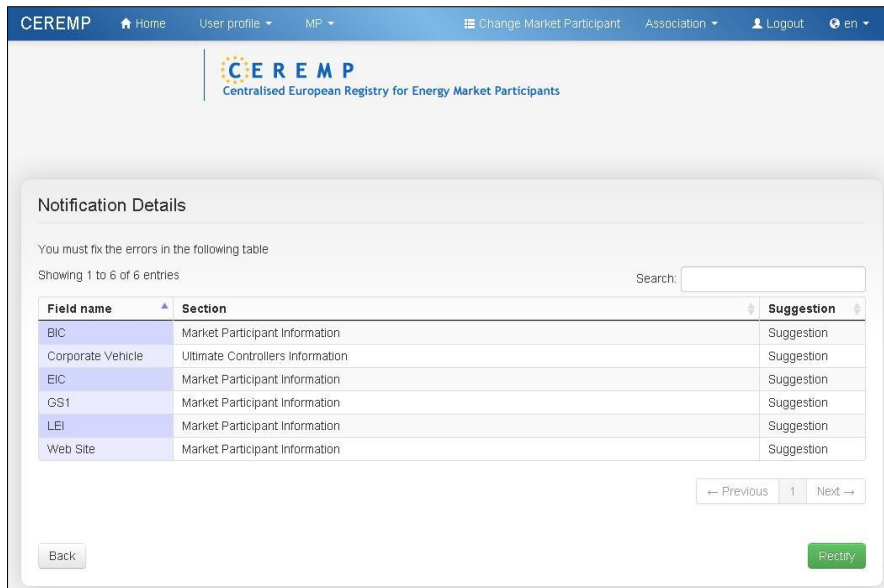 CEREMP Home User profile MP Change Market Participant Association Logout en
CEREMP
Centralised European Registry for Energy Market Participants
Notification Details
You must fix the errors in the following table
Showing 1 to 6 of 6 entries Search:
Field name Section Suggestion
BIC Market Participant Information Suggestion
Corporate Vehicle Ultimate Controllers Information Suggestion
EIC Market Participant Information Suggestion
GS1 Market Participant Information Suggestion
LEI Market Participant Information Suggestion
Web Site Market Participant Information Suggestion
← Previous 1 Next →
Back Rectify